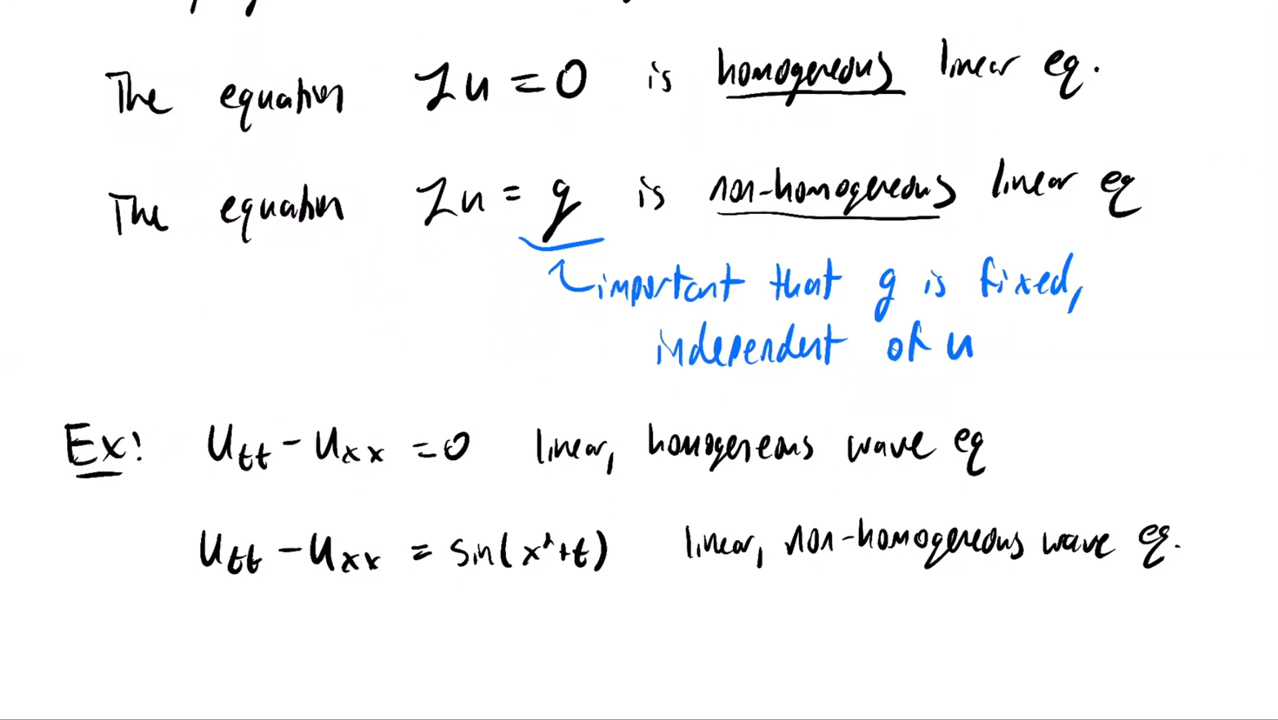 The equation ℒu = 0 is homogeneous linear eq.
The equation ℒu = g is non-homogeneous linear eq
important that g is fixed,
independent of u
Ex: u_tt - u_xx = 0 linear, homogeneous wave eq
u_tt - u_xx = sin(x²+t) linear, non-homogeneous wave eq.